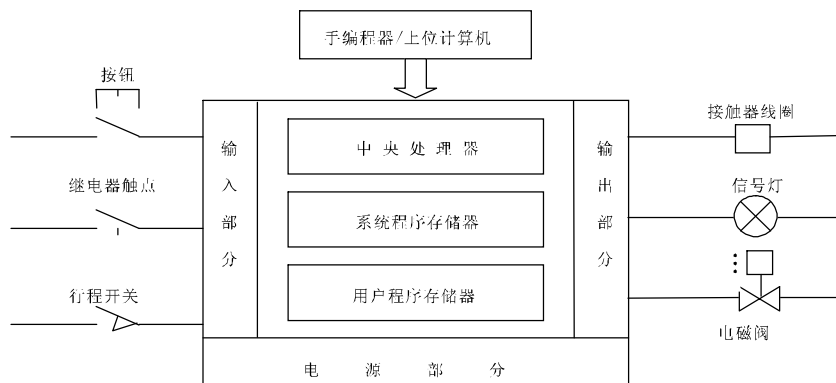 手编程器/上位计算机
按钮
继电器触点
行程开关
输入部分
中央处理器
系统程序存储器
用户程序存储器
输出部分
接触器线圈
信号灯
电磁阀
电源部分